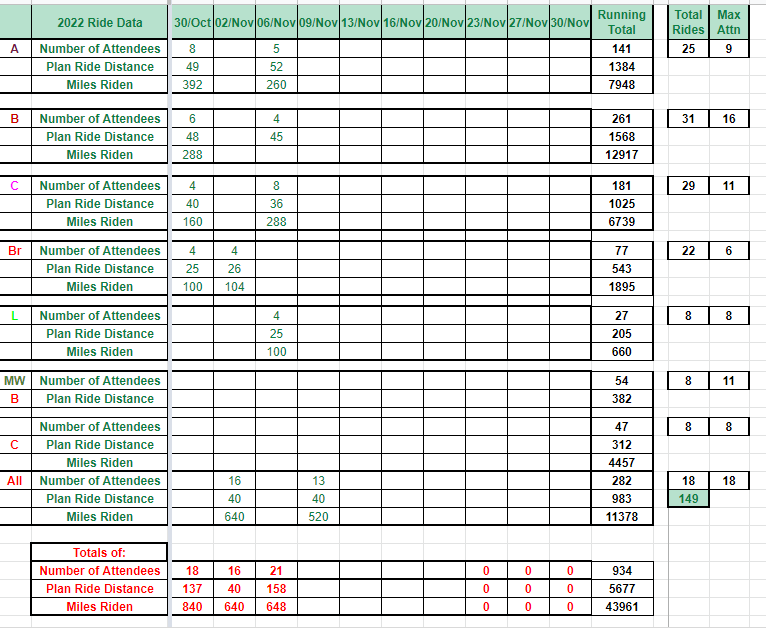 2022 Ride Data 30/Oct 02/Nov 06/Nov 09/Nov 13/Nov 16/Nov 20/Nov 23/Nov 27/Nov 30/Nov Running Total Total Rides Max Attn
A Number of Attendees 8 5 141 25 9
Plan Ride Distance 49 52 1384
Miles Riden 392 260 7948
B Number of Attendees 6 4 261 31 16
Plan Ride Distance 48 45 1568
Miles Riden 288 12917
C Number of Attendees 4 8 181 29 11
Plan Ride Distance 40 36 1025
Miles Riden 160 288 6739
Br Number of Attendees 4 4 77 22 6
Plan Ride Distance 25 26 543
Miles Riden 100 104 1895
L Number of Attendees 4 27 8 8
Plan Ride Distance 25 205
Miles Riden 100 660
MW Number of Attendees 54 8 11
B Plan Ride Distance 382
Number of Attendees 47 8 8
C Plan Ride Distance 312
Miles Riden 4457
All Number of Attendees 16 13 282 18 18
Plan Ride Distance 40 40 983 149
Miles Riden 640 520 11378
Totals of:
Number of Attendees 18 16 21 0 0 0 934
Plan Ride Distance 137 40 158 0 0 0 5677
Miles Riden 840 640 648 0 0 0 43961